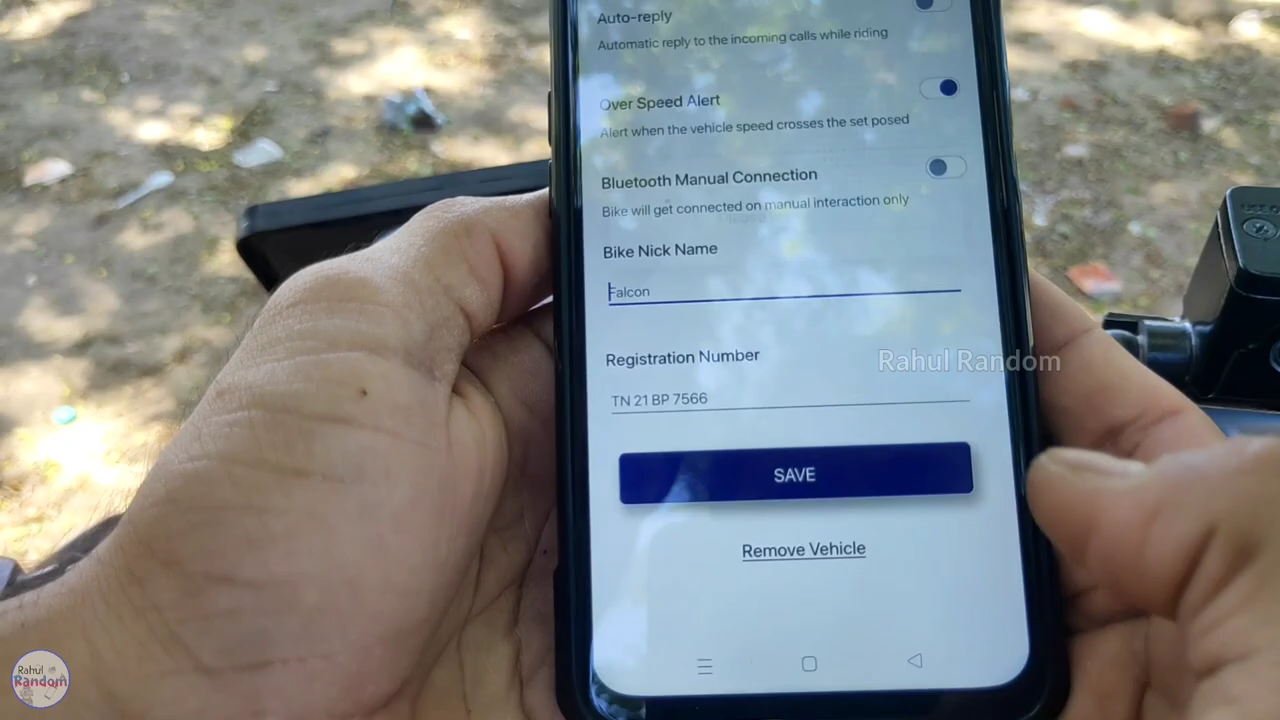 Auto-reply
Automatic reply to the incoming calls while riding
Over Speed Alert
Alert when the vehicle speed crosses the set posed
Bluetooth Manual Connection
Bike will get connected on manual interaction only
Bike Nick Name
Falcon
Registration Number
Rahul Random
TN 21 BP 7566
SAVE
Remove Vehicle
Rahul
Random